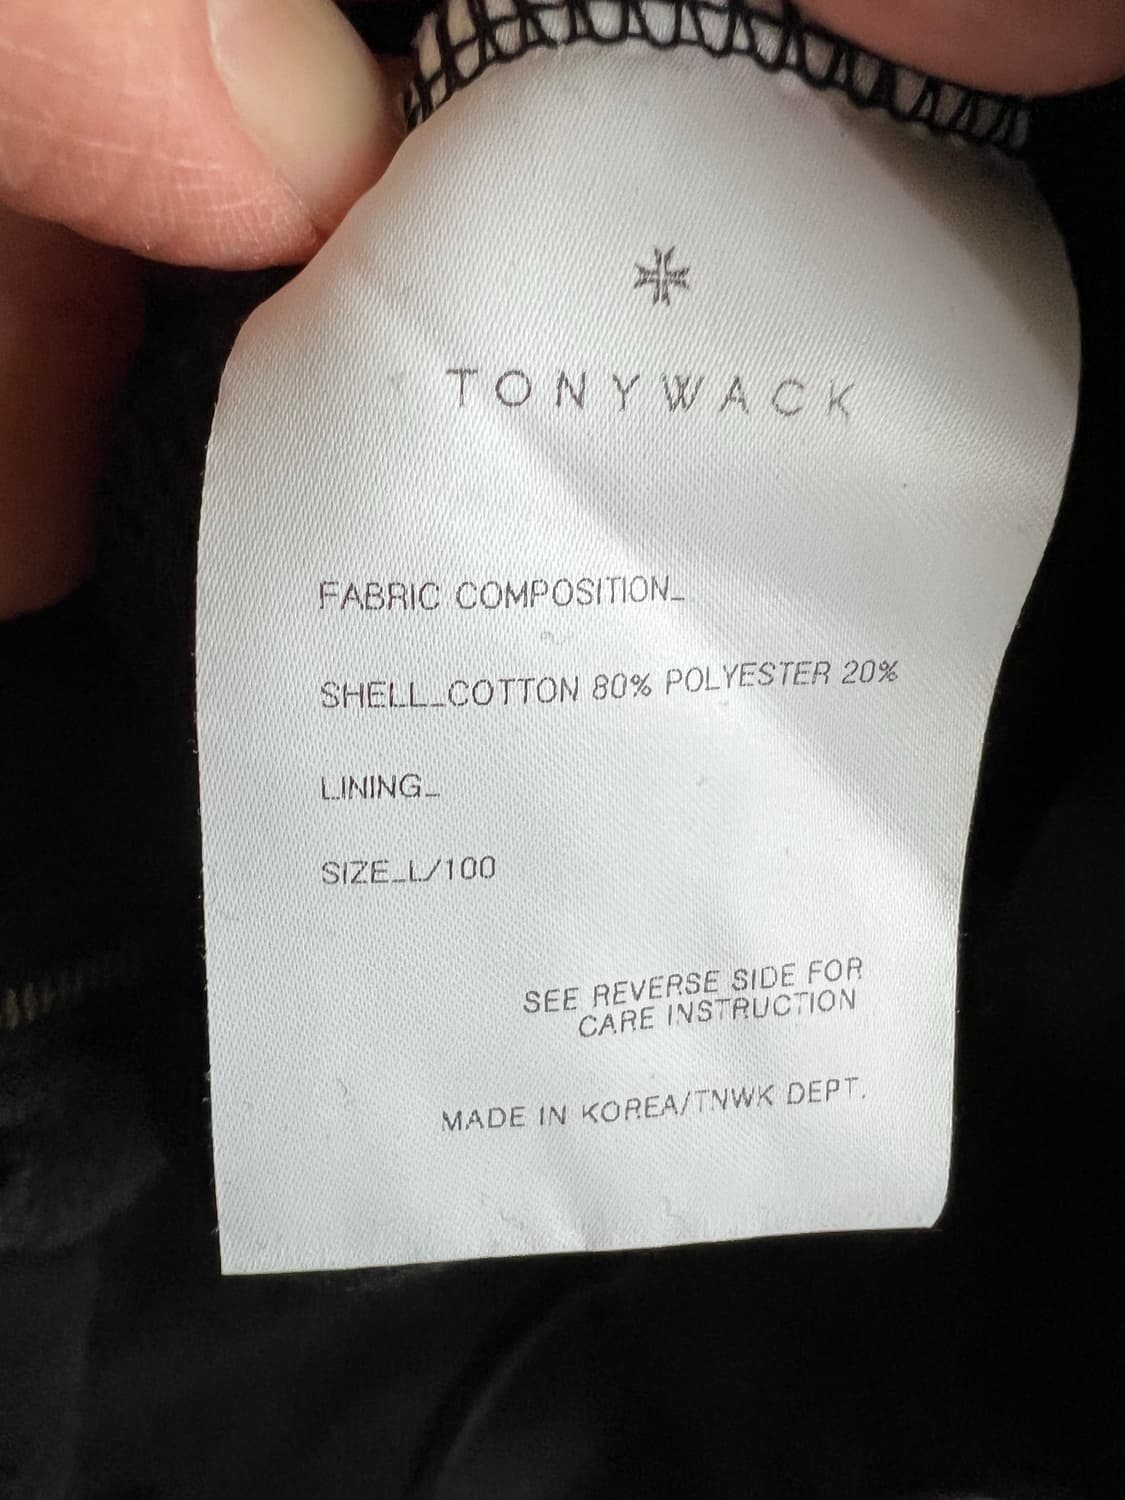 TONYWACK
FABRIC COMPOSITION_
SHELL_COTTON 80% POLYESTER 20%
LINING_
SIZE_L/100
SEE REVERSE SIDE FOR
CARE INSTRUCTION
MADE IN KOREA/TNWK DEPT.